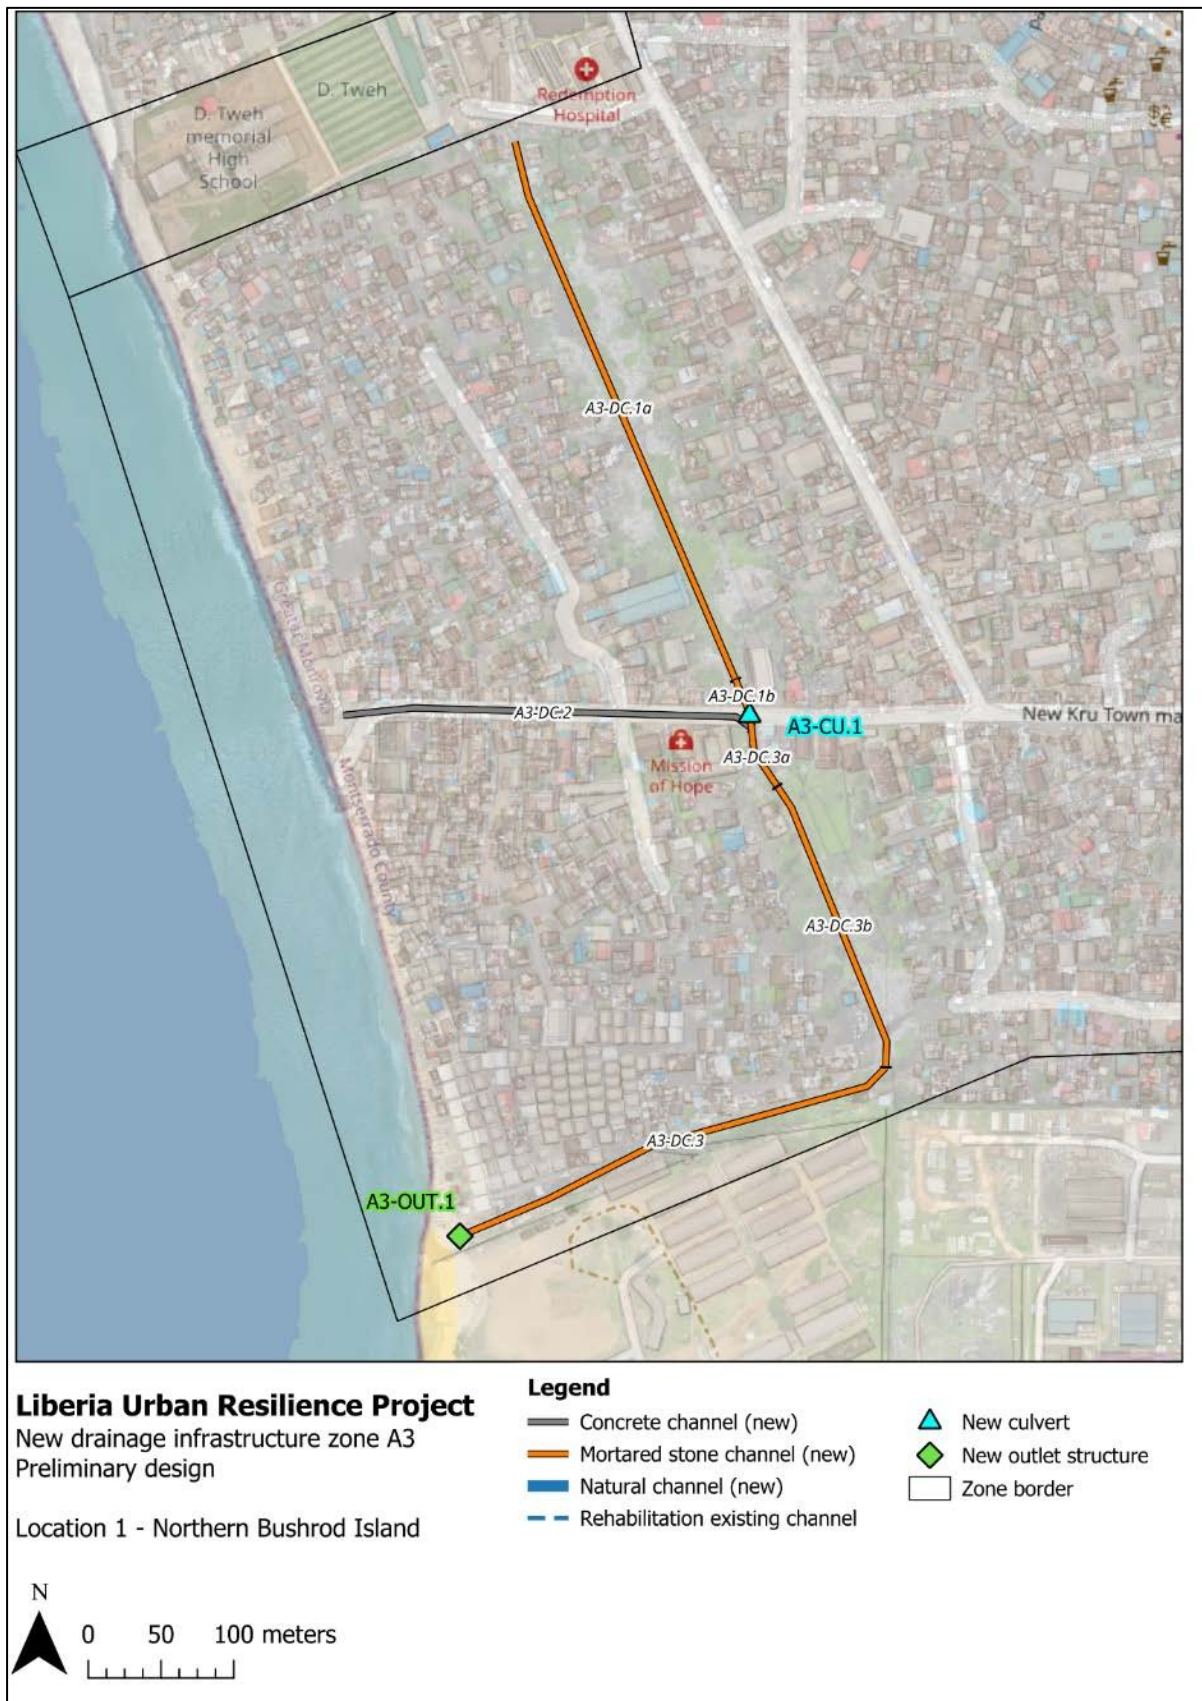 D. Tweh
Redemption
Hospital
D. Tweh
memorial
High
School
A3-DC.1a
Greater Monrovia
A3-DC.1b
A3-DC.2
A3-CU.1
New Kru Town ma
Mission
of Hope
A3-DC.3a
Montserrado County
A3-DC.3b
A3-DC.3
A3-OUT.1
Liberia Urban Resilience Project
New drainage infrastructure zone A3
Preliminary design
Location 1 - Northern Bushrod Island
Legend
Concrete channel (new)
Mortared stone channel (new)
Natural channel (new)
Rehabilitation existing channel
New culvert
New outlet structure
Zone border
N
0 50 100 meters